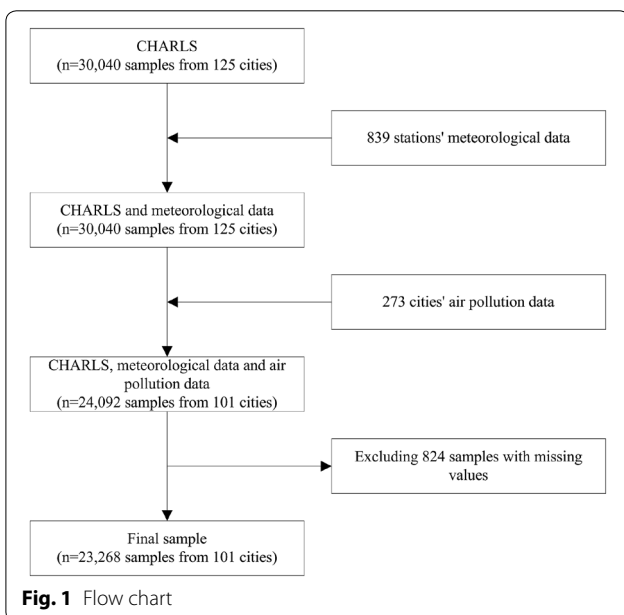 CHARLS
(n=30,040 samples from 125 cities)
839 stations' meteorological data
CHARLS and meteorological data
(n=30,040 samples from 125 cities)
273 cities' air pollution data
CHARLS, meteorological data and air
pollution data
(n=24,092 samples from 101 cities)
Excluding 824 samples with missing
values
Final sample
(n=23,268 samples from 101 cities)
Fig. 1 Flow chart